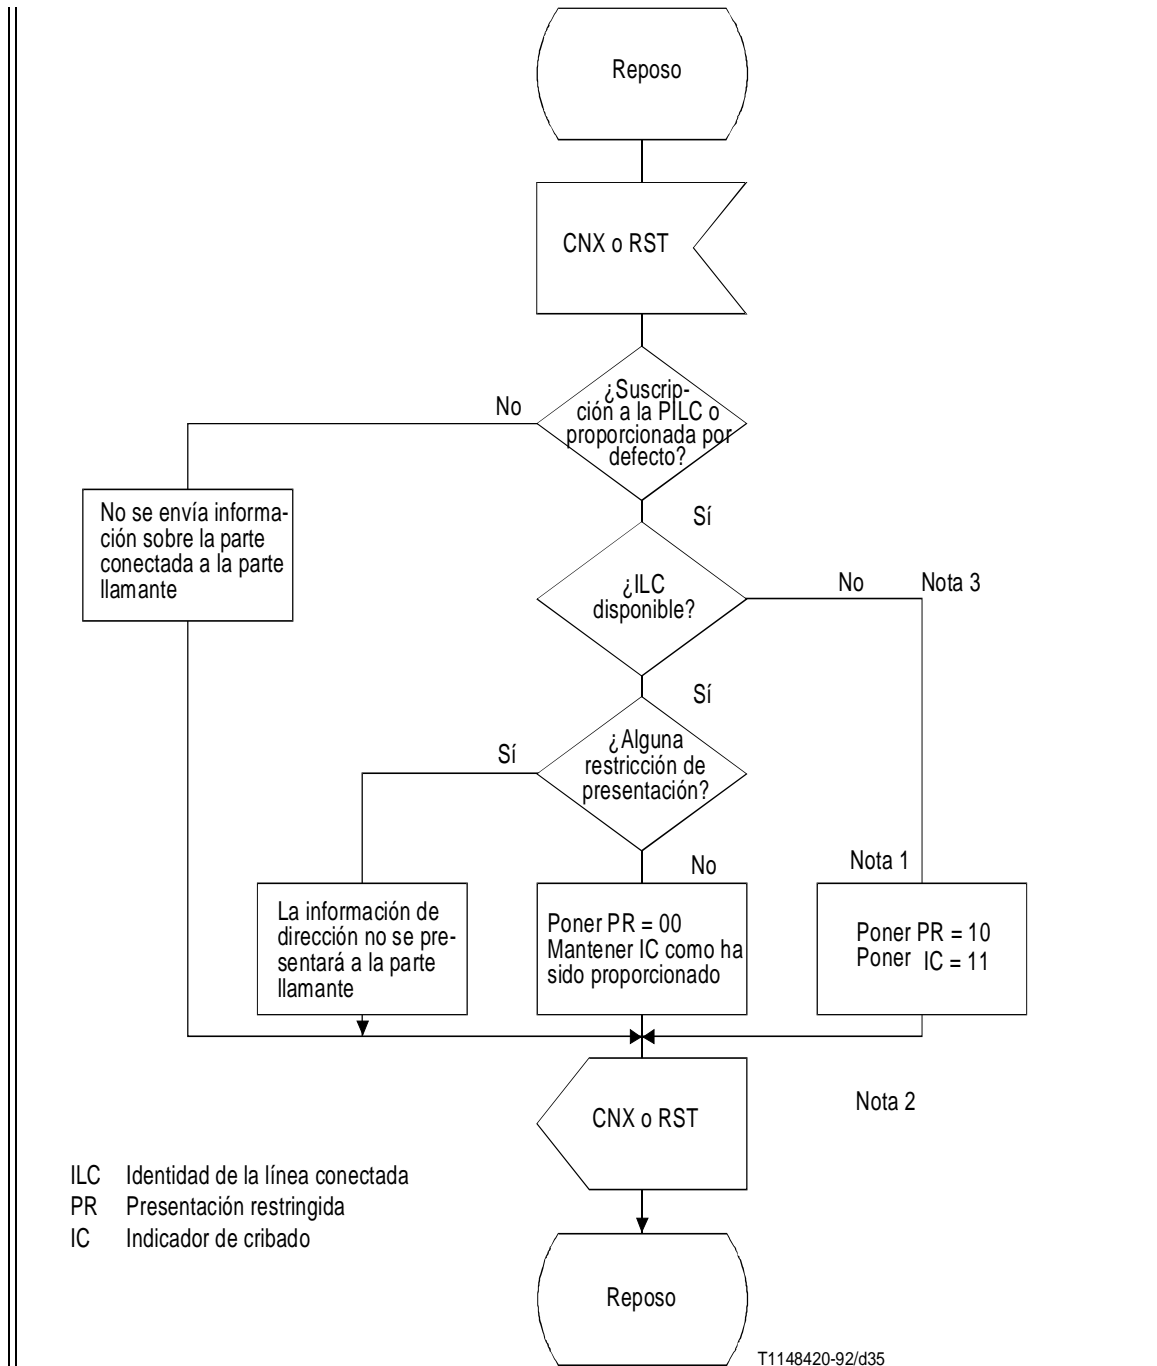 Reposo
CNX o RST
¿Suscrip-
ción a la PILC o
proporcionada por
defecto?
No
Sí
No se envía informa-
ción sobre la parte
conectada a la parte
llamante
¿ILC
disponible?
No
Nota 3
Sí
¿Alguna
restricción de
presentación?
Sí
No
Nota 1
La información de
dirección no se pre-
sentará a la parte
llamante
Poner PR = 00
Mantener IC como ha
sido proporcionado
Poner PR = 10
Poner IC = 11
CNX o RST
Nota 2
ILC Identidad de la línea conectada
PR Presentación restringida
IC Indicador de cribado
Reposo
T1148420-92/d35